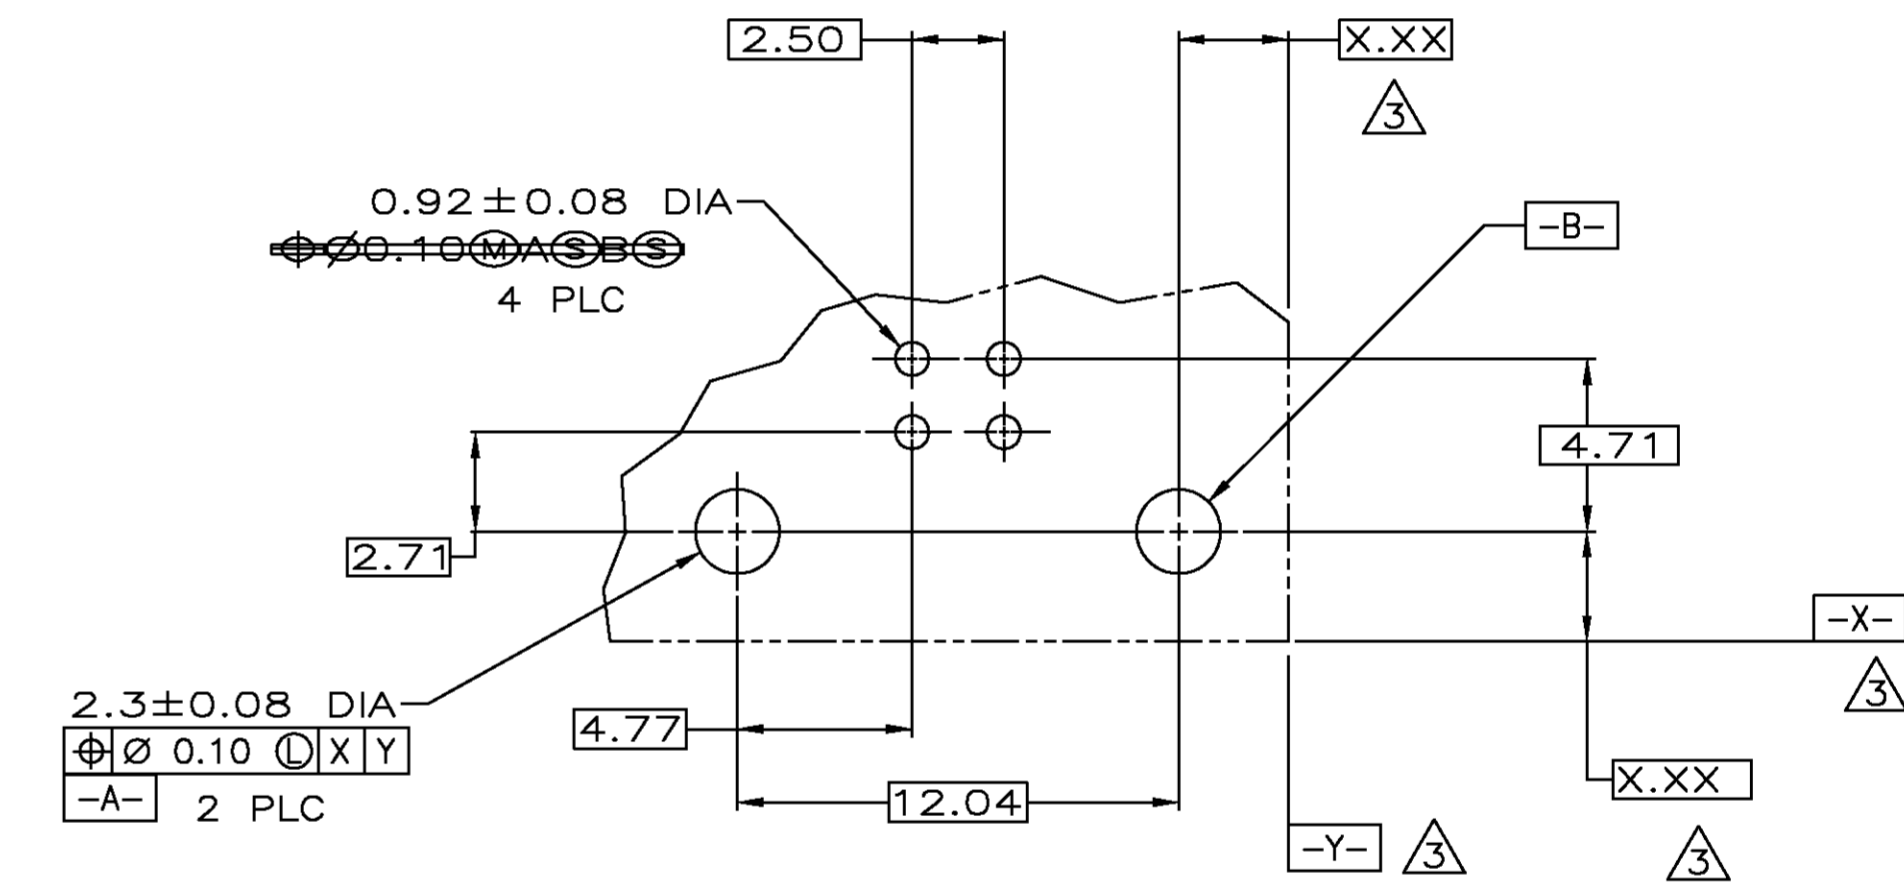 2.50
X.XX
3
0.92±0.08 DIA
⌖⌀0.10ⓂAⓈBⓈ
4 PLC
-B-
4.71
2.71
-X-
3
2.3±0.08 DIA
⌖ ⌀ 0.10 Ⓛ X Y
-A- 2 PLC
4.77
12.04
X.XX
-Y- 3
3